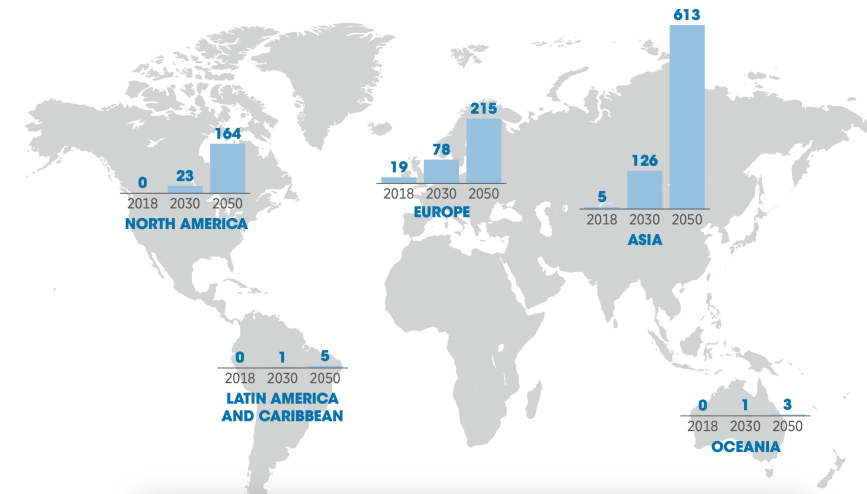 613
215
164
126
78
23
19
0
5
2018 2030 2050
NORTH AMERICA
2018 2030 2050
EUROPE
2018 2030 2050
ASIA
0 1 5
2018 2030 2050
LATIN AMERICA
AND CARIBBEAN
0 1 3
2018 2030 2050
OCEANIA